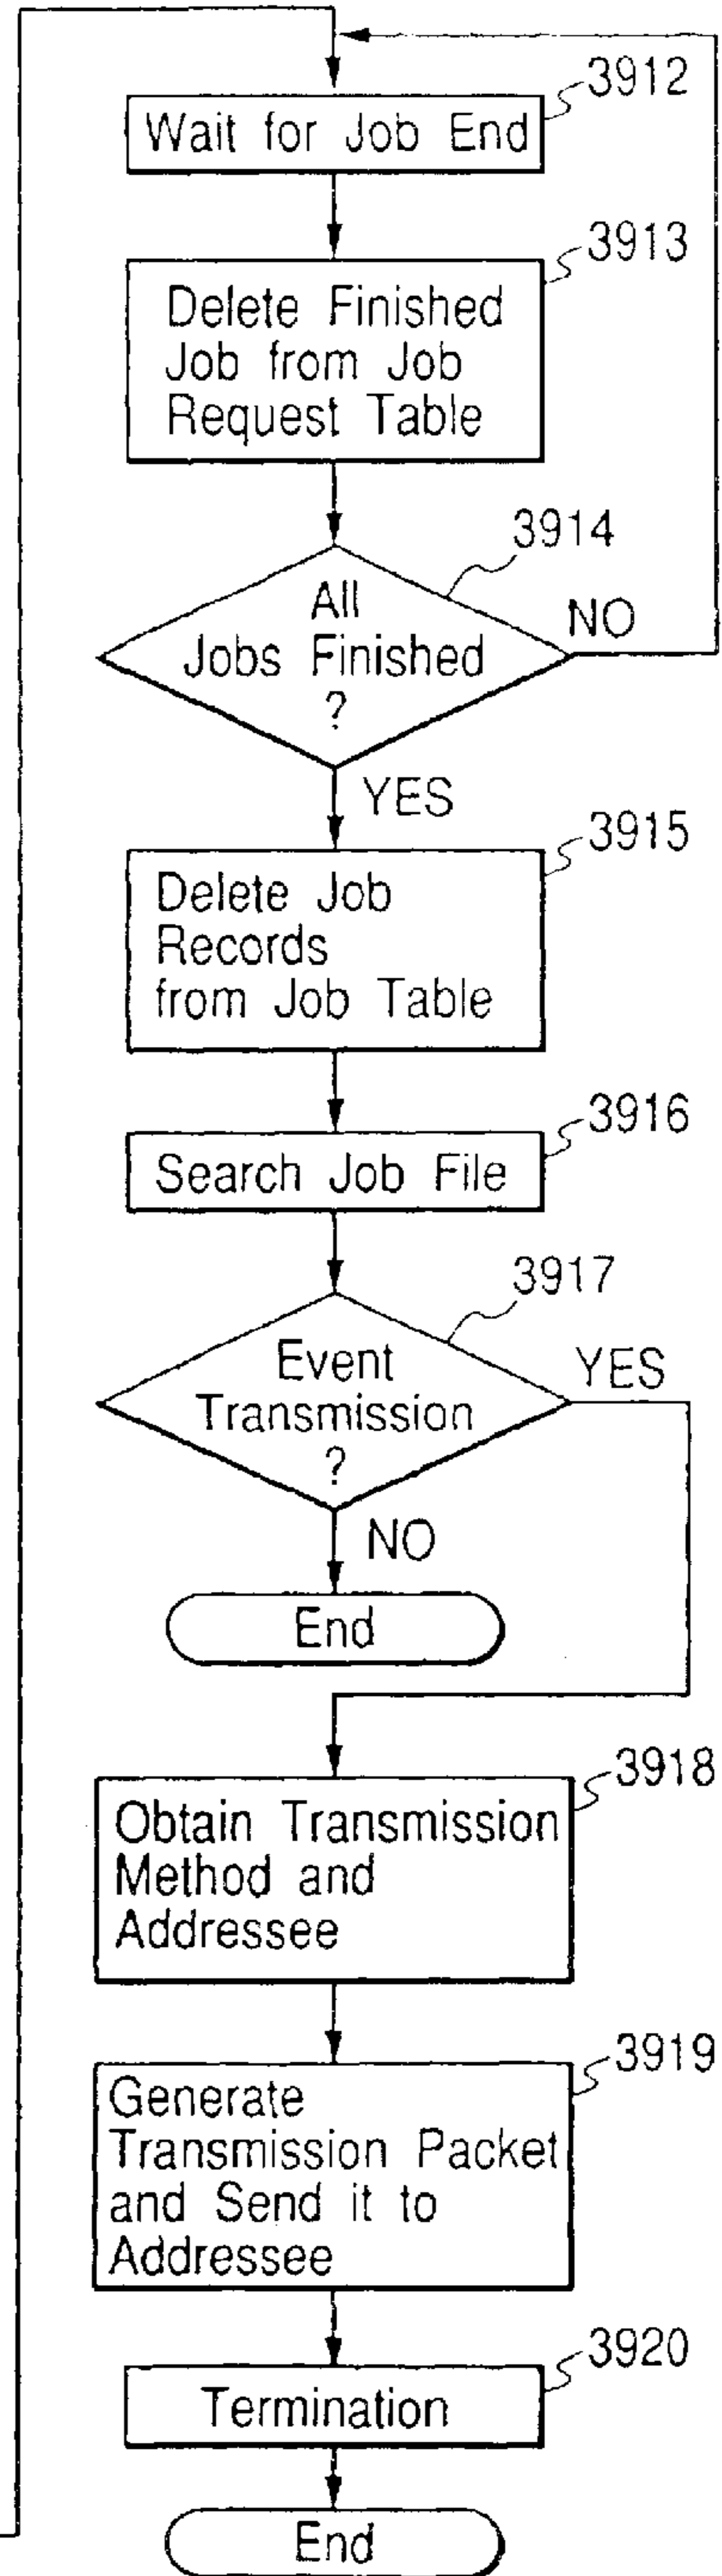 3912
Wait for Job End
3913
Delete Finished
Job from Job
Request Table
3914
All
Jobs Finished
?
NO
YES
3915
Delete Job
Records
from Job Table
3916
Search Job File
3917
Event
Transmission
?
YES
NO
End
3918
Obtain Transmission
Method and
Addressee
3919
Generate
Transmission Packet
and Send it to
Addressee
3920
Termination
End